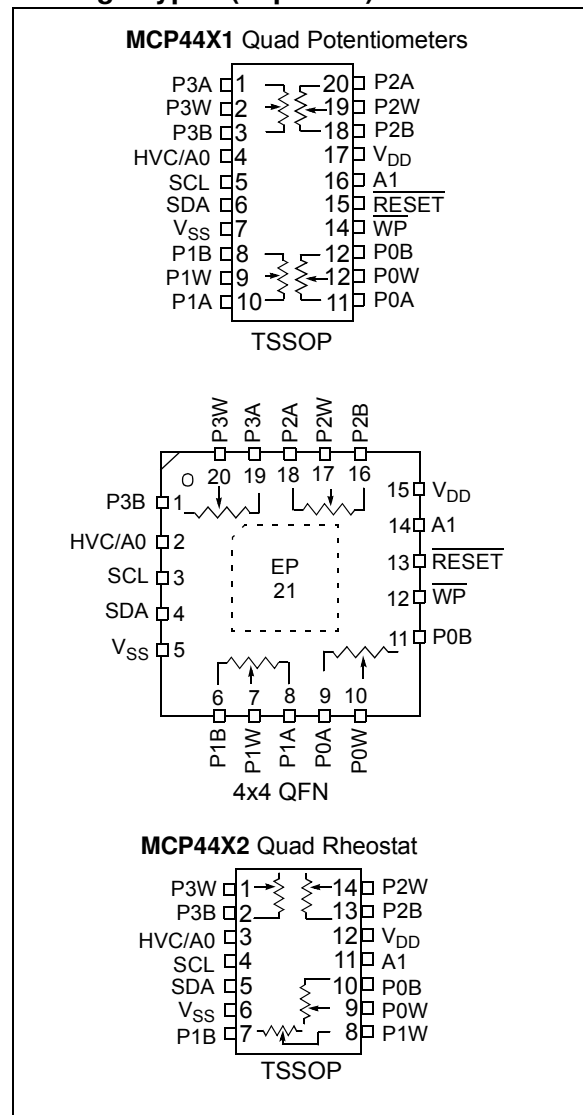 MCP44X1 Quad Potentiometers
P3A 1 20 P2A
P3W 2 19 P2W
P3B 3 18 P2B
HVC/A0 4 17 VDD
SCL 5 16 A1
SDA 6 15 RESET
VSS 7 14 WP
P1B 8 12 P0B
P1W 9 12 P0W
P1A 10 11 P0A
TSSOP
P3W P3A P2A P2W P2B
20 19 18 17 16
P3B 1 15 VDD
HVC/A0 2 14 A1
SCL 3 EP 13 RESET
SDA 4 21 12 WP
VSS 5 11 P0B
6 7 8 9 10
P1B P1W P1A P0A P0W
4x4 QFN
MCP44X2 Quad Rheostat
P3W 1 14 P2W
P3B 2 13 P2B
HVC/A0 3 12 VDD
SCL 4 11 A1
SDA 5 10 P0B
VSS 6 9 P0W
P1B 7 8 P1W
TSSOP